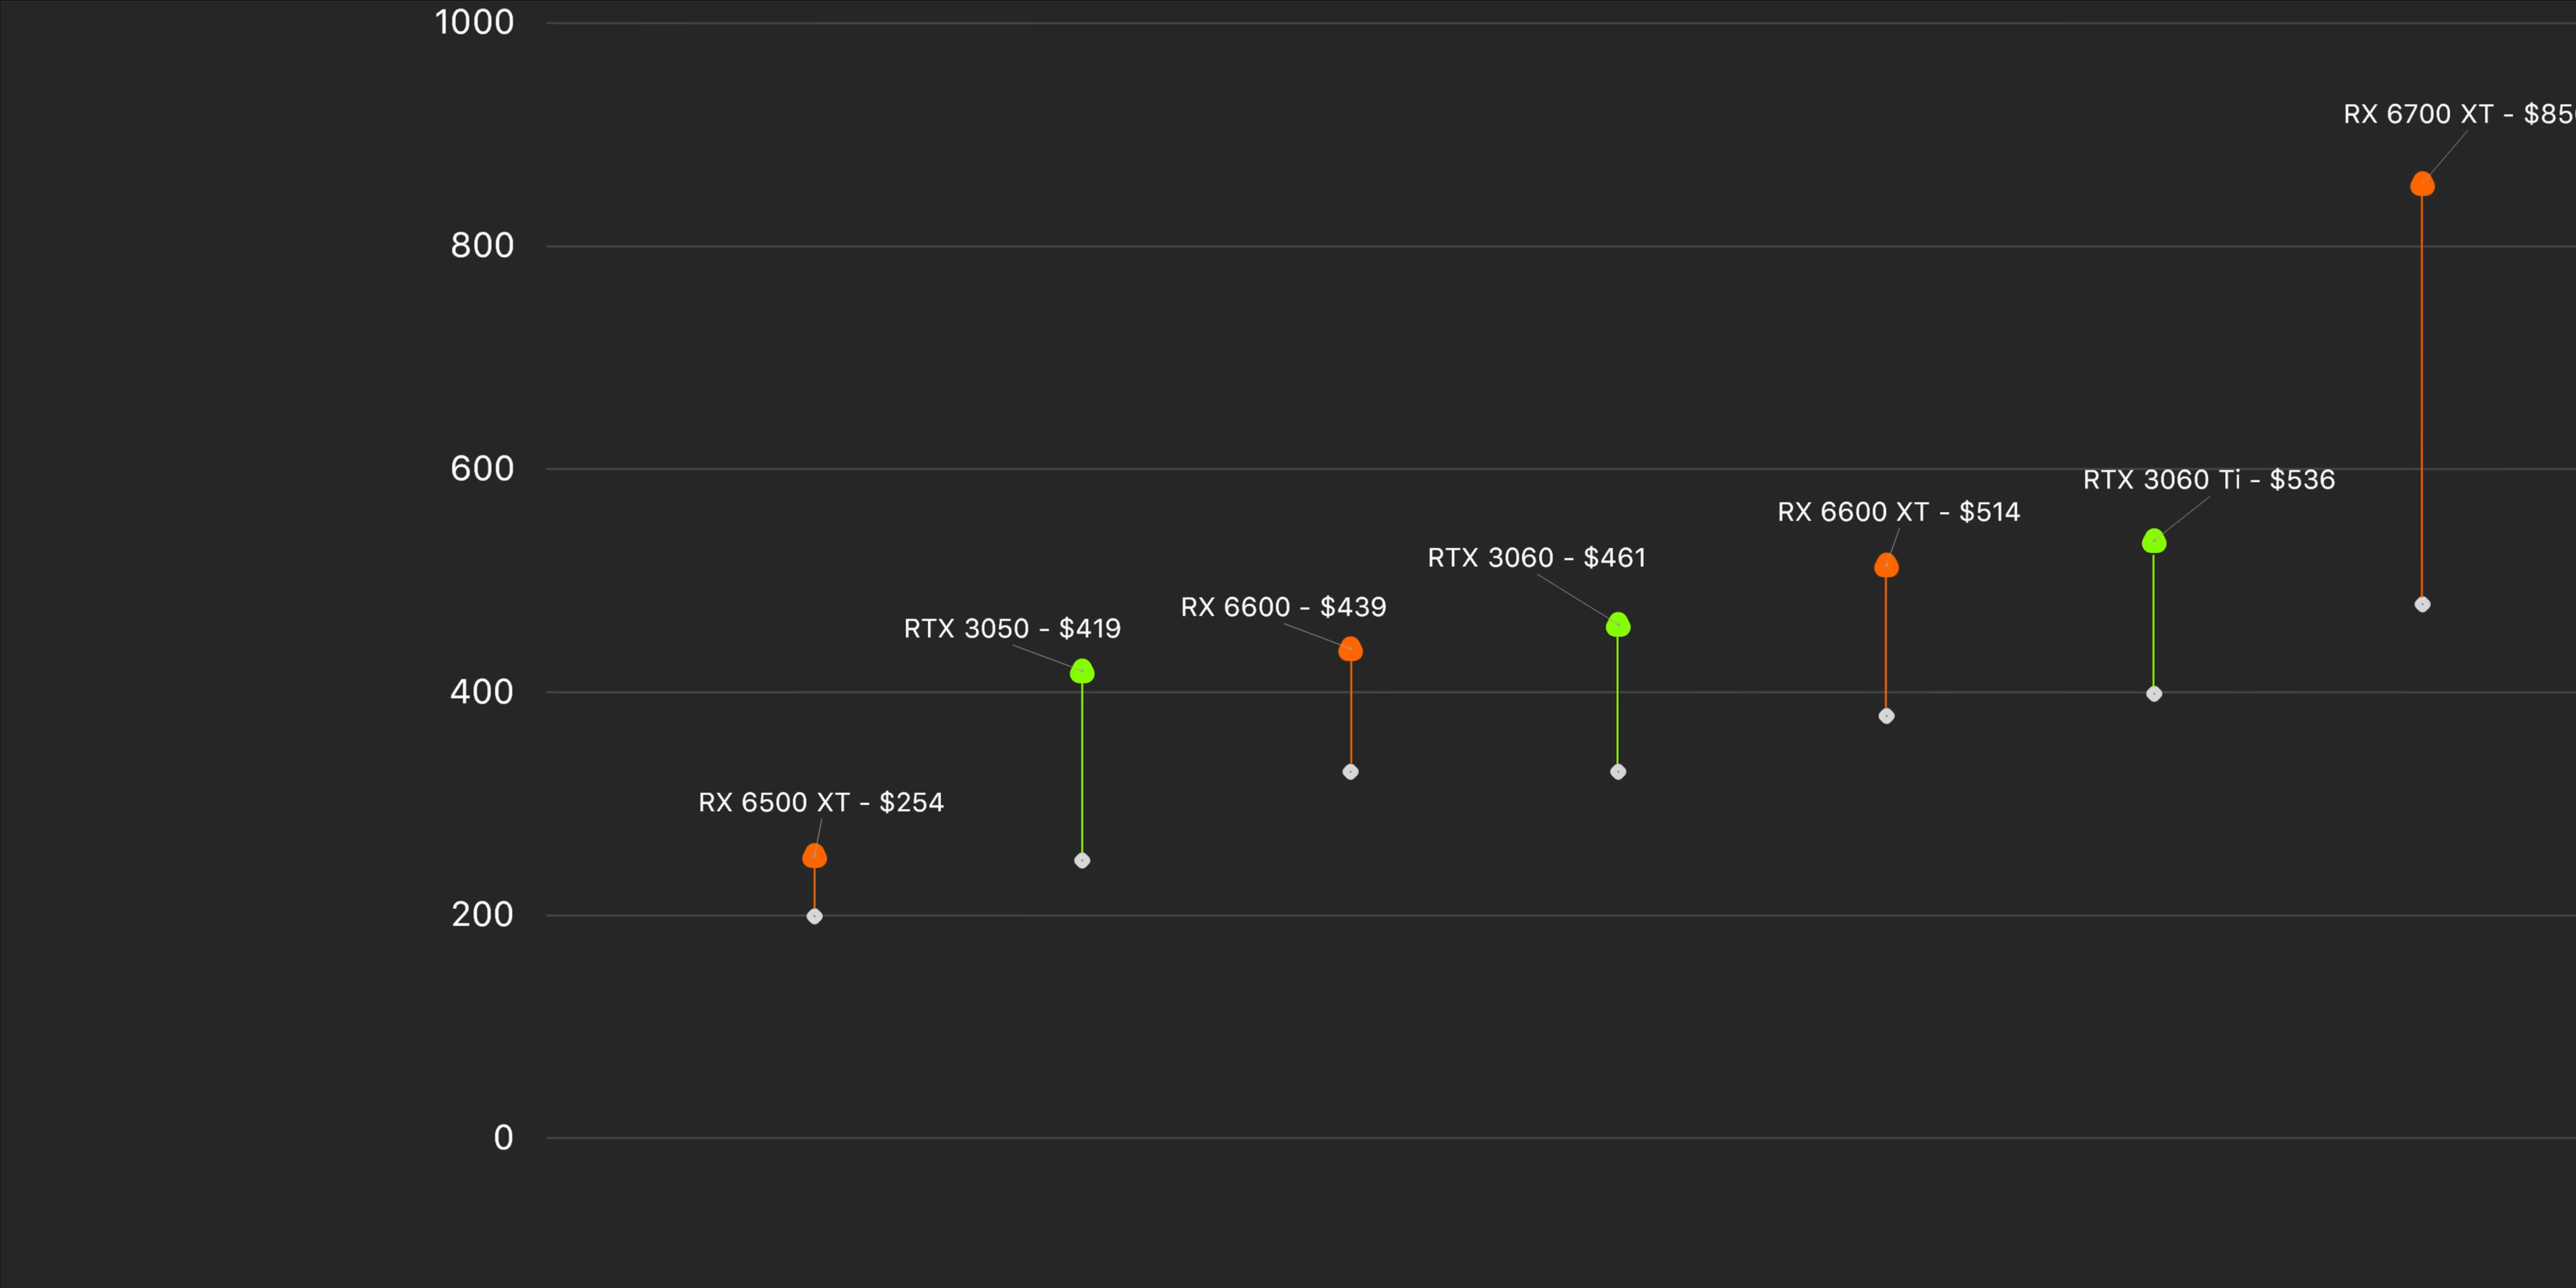 1000
RX 6700 XT - $85
800
600
RTX 3060 Ti - $536
RX 6600 XT - $514
RTX 3060 - $461
RX 6600 - $439
RTX 3050 - $419
400
RX 6500 XT - $254
200
0